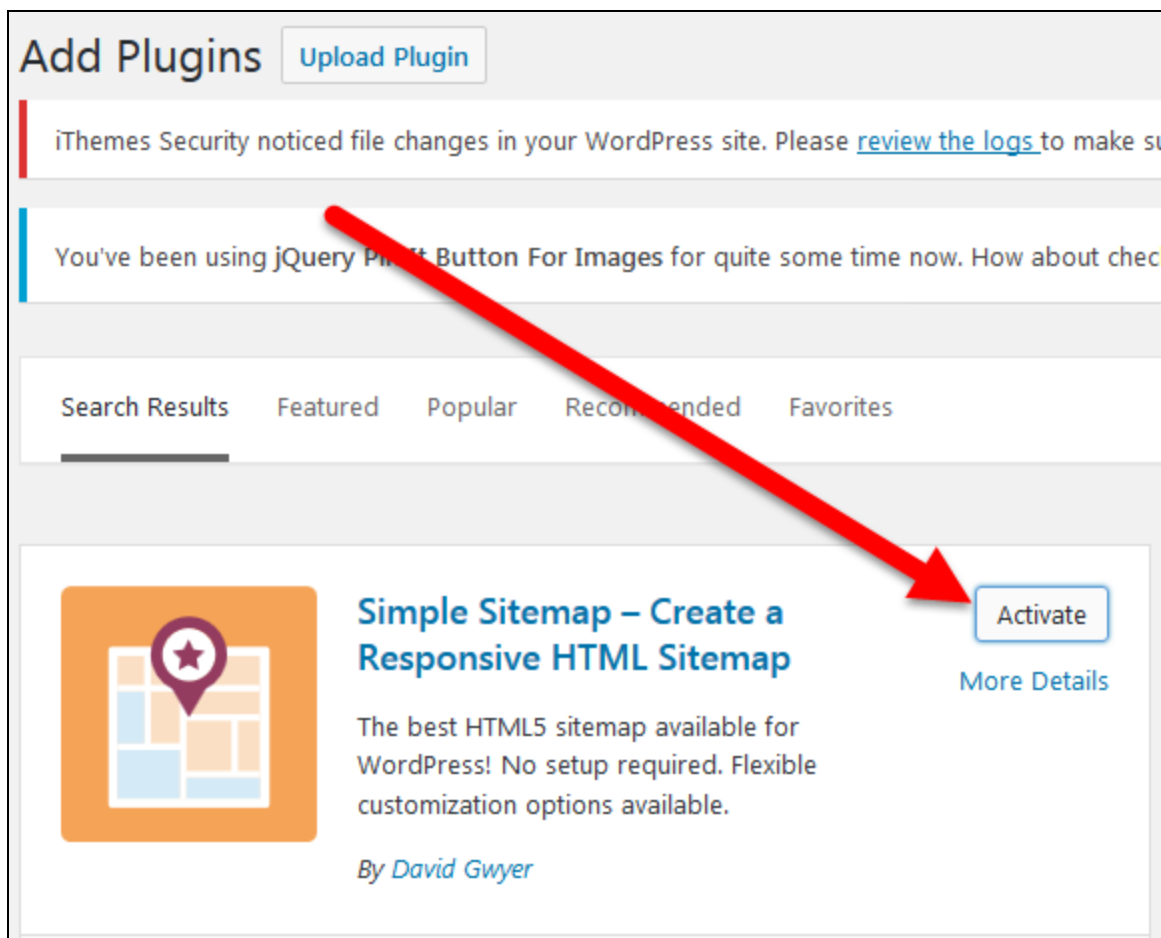 Add Plugins Upload Plugin
iThemes Security noticed file changes in your WordPress site. Please review the logs to make su
You've been using jQuery Pin It Button For Images for quite some time now. How about chec
Search Results Featured Popular Recommended Favorites
Simple Sitemap – Create a
Responsive HTML Sitemap
Activate
More Details
The best HTML5 sitemap available for
WordPress! No setup required. Flexible
customization options available.
By David Gwyer